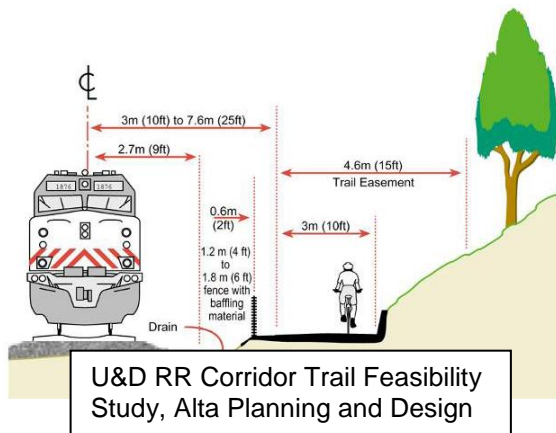 ℄
3m (10ft) to 7.6m (25ft)
2.7m (9ft)
4.6m (15ft)
Trail Easement
0.6m
(2ft)
3m (10ft)
1876 1876
1.2 m (4 ft)
to
1.8 m (6 ft)
fence with
baffling
material
Drain
U&D RR Corridor Trail Feasibility
Study, Alta Planning and Design